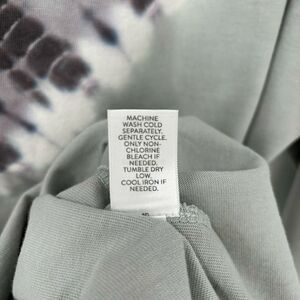 MACHINE
WASH COLD
SEPARATELY.
GENTLE CYCLE.
ONLY NON-
CHLORINE
BLEACH IF
NEEDED.
TUMBLE DRY
LOW.
COOL IRON IF
NEEDED.